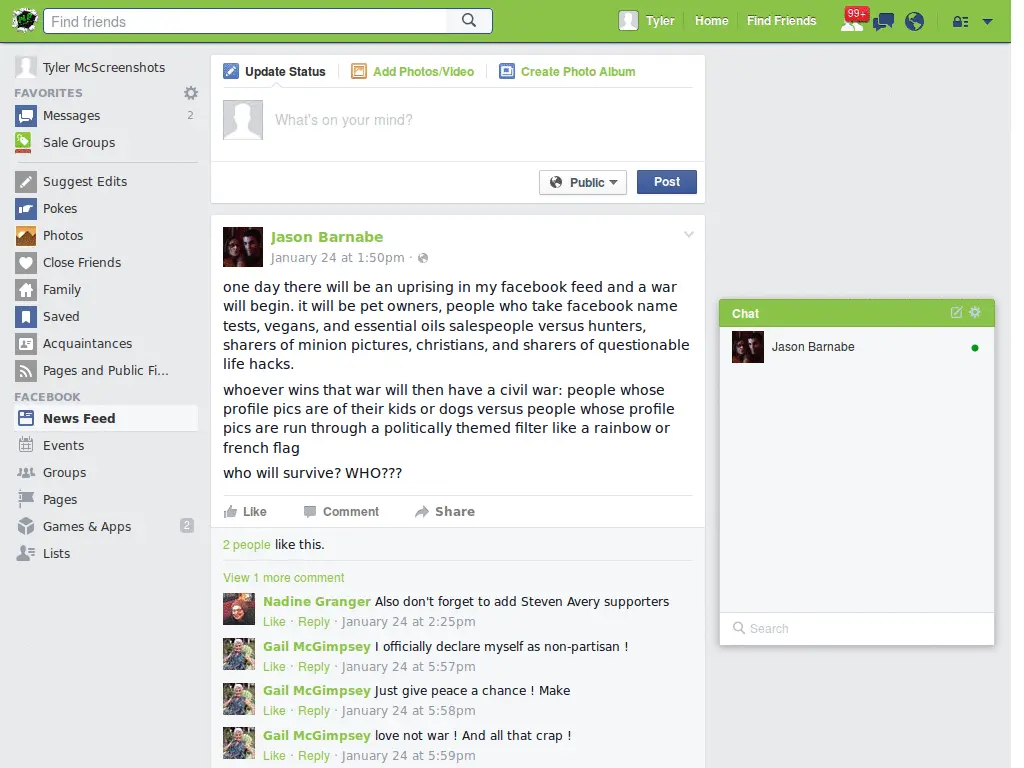 Find friends
Tyler
Home
Find Friends
99+
Tyler McScreenshots
FAVORITES
Messages 2
Sale Groups
Suggest Edits
Pokes
Photos
Close Friends
Family
Saved
Acquaintances
Pages and Public Fi...
FACEBOOK
News Feed
Events
Groups
Pages
Games & Apps 2
Lists
Update Status
Add Photos/Video
Create Photo Album
What's on your mind?
Public
Post
Jason Barnabe
January 24 at 1:50pm ·
one day there will be an uprising in my facebook feed and a war
will begin. it will be pet owners, people who take facebook name
tests, vegans, and essential oils salespeople versus hunters,
sharers of minion pictures, christians, and sharers of questionable
life hacks.
whoever wins that war will then have a civil war: people whose
profile pics are of their kids or dogs versus people whose profile
pics are run through a politically themed filter like a rainbow or
french flag
who will survive? WHO???
Like
Comment
Share
2 people like this.
View 1 more comment
Nadine Granger Also don't forget to add Steven Avery supporters
Like · Reply · January 24 at 2:25pm
Gail McGimpsey I officially declare myself as non-partisan !
Like · Reply · January 24 at 5:57pm
Gail McGimpsey Just give peace a chance ! Make
Like · Reply · January 24 at 5:58pm
Gail McGimpsey love not war ! And all that crap !
Like · Reply · January 24 at 5:59pm
Chat
Jason Barnabe
Search